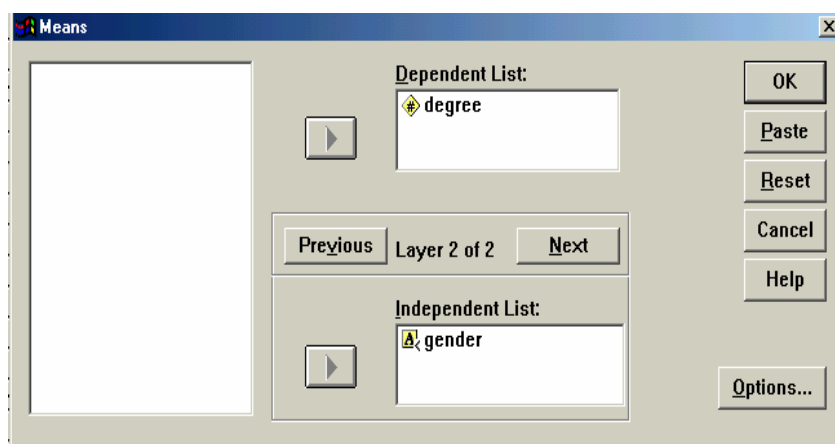 Means
Dependent List:
# degree
OK
Paste
Reset
Previous
Layer 2 of 2
Next
Cancel
Help
Independent List:
A gender
Options...